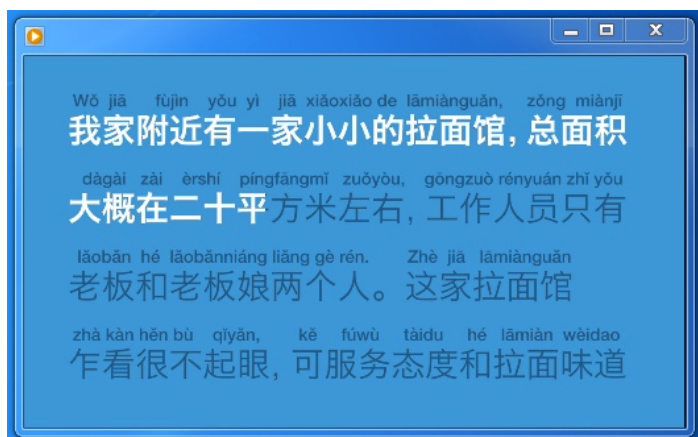 Wǒ jiā fùjìn yǒu yì jiā xiǎoxiǎo de lāmiànguǎn, zǒng miànjī
我家附近有一家小小的拉面馆, 总面积
dàgài zài èrshí píngfāngmǐ zuǒyòu, gōngzuò rényuán zhǐ yǒu
大概在二十平方米左右, 工作人员只有
lǎobǎn hé lǎobǎnniáng liǎng gè rén. Zhè jiā lāmiànguǎn
老板和老板娘两个人。这家拉面馆
zhà kàn hěn bù qǐyǎn, kě fúwù tàidu hé lāmiàn wèidao
乍看很不起眼, 可服务态度和拉面味道